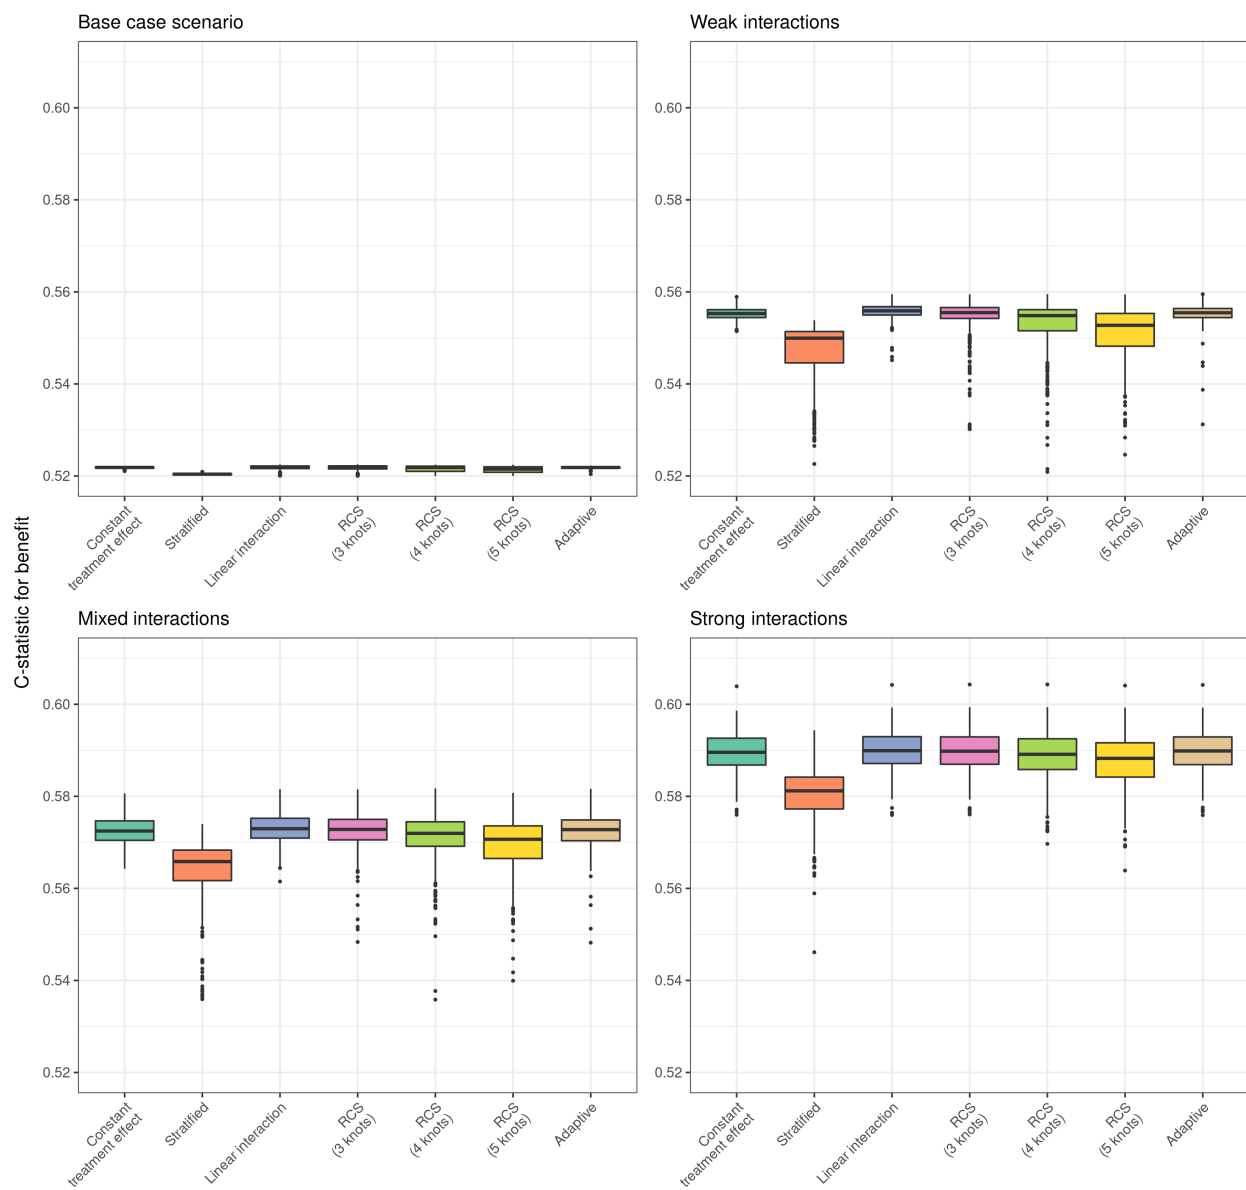 Base case scenario
0.60
0.58
0.56
0.54
0.52
Constant
treatment effect
Stratified
Linear interaction
RCS
(3 knots)
RCS
(4 knots)
RCS
(5 knots)
Adaptive
Weak interactions
0.60
0.58
0.56
0.54
0.52
Constant
treatment effect
Stratified
Linear interaction
RCS
(3 knots)
RCS
(4 knots)
RCS
(5 knots)
Adaptive
C-statistic for benefit
Mixed interactions
0.60
0.58
0.56
0.54
0.52
Constant
treatment effect
Stratified
Linear interaction
RCS
(3 knots)
RCS
(4 knots)
RCS
(5 knots)
Adaptive
Strong interactions
0.60
0.58
0.56
0.54
0.52
Constant
treatment effect
Stratified
Linear interaction
RCS
(3 knots)
RCS
(4 knots)
RCS
(5 knots)
Adaptive